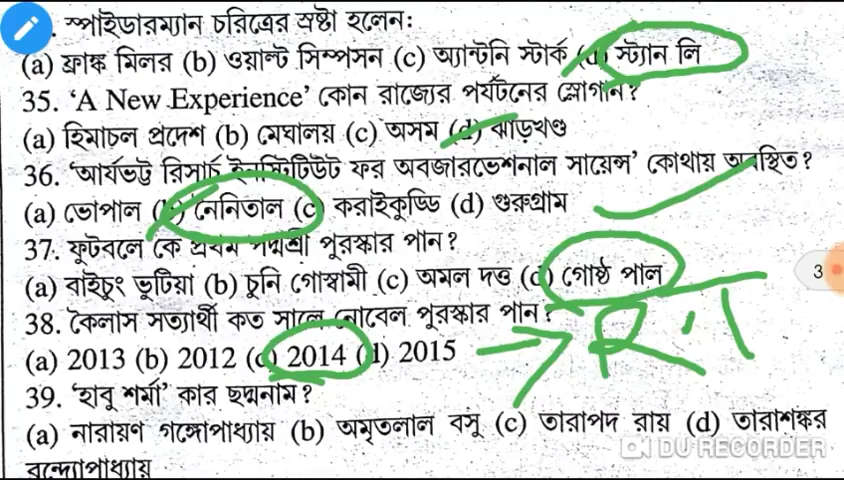 . স্পাইডারম্যান চরিত্রের স্রষ্টা হলেন:
(a) ফ্রাঙ্ক মিলর (b) ওয়াল্ট সিম্পসন (c) অ্যান্টনি স্টার্ক (d) স্ট্যান লি
35. ‘A New Experience’ কোন রাজ্যের পর্যটনের স্লোগান?
(a) হিমাচল প্রদেশ (b) মেঘালয় (c) অসম (d) ঝাড়খণ্ড
36. ‘আর্যভট্ট রিসার্চ ইনস্টিটিউট ফর অবজারভেশনাল সায়েন্স’ কোথায় অবস্থিত?
(a) ভোপাল (b) নৈনিতাল (c) করাইকুড্ডি (d) গুরুগ্রাম
37. ফুটবলে কে প্রথম পদ্মশ্রী পুরস্কার পান?
(a) বাইচুং ভুটিয়া (b) চুনি গোস্বামী (c) অমল দত্ত (d) গোষ্ঠ পাল
3
38. কৈলাস সত্যার্থী কত সালে নোবেল পুরস্কার পান?
(a) 2013 (b) 2012 (c) 2014 (d) 2015
R.T
39. ‘হাবু শর্মা’ কার ছদ্মনাম?
(a) নারায়ণ গঙ্গোপাধ্যায় (b) অমৃতলাল বসু (c) তারাপদ রায় (d) তারাশঙ্কর
বন্দ্যোপাধ্যায়
DU RECORDER